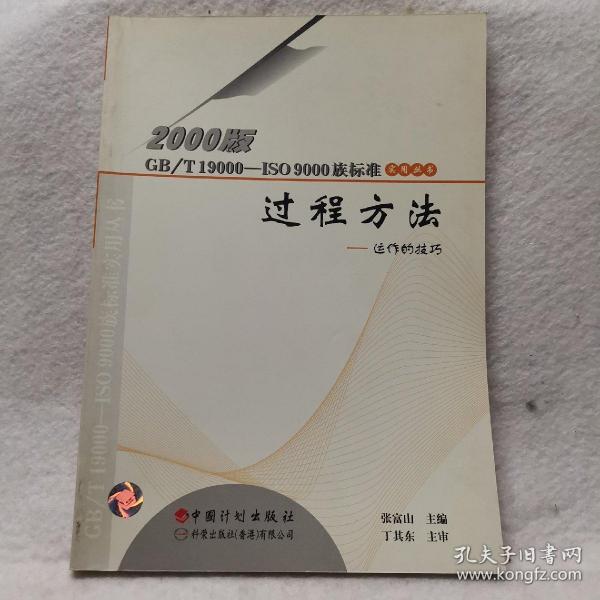 2000版
GB/T 19000—ISO 9000族标准 实用丛书
过程方法
——运作的技巧
GB/T 19000—ISO 9000族标准实用丛书
中国计划出版社
科荣出版社(香港)有限公司
张富山 主编
丁其东 主审
孔夫子旧书网
www.kongfz.com